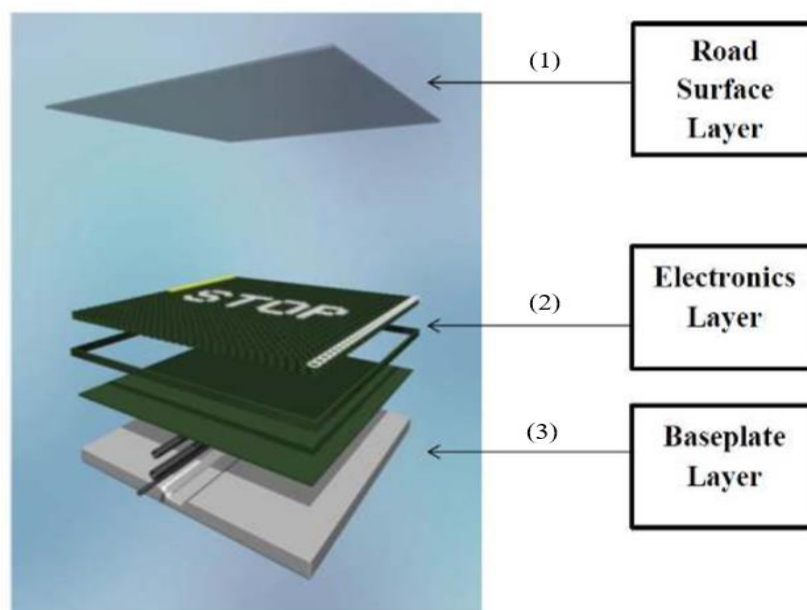 (1)
Road
Surface
Layer
STOP
(2)
Electronics
Layer
(3)
Baseplate
Layer